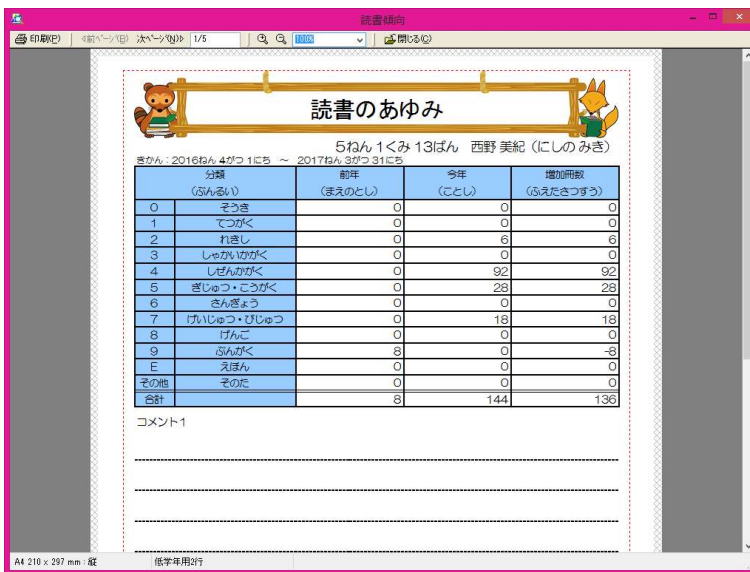 読書傾向
印刷(P) 《前ページ(B) 次ページ(N)》 1/5 101% 閉じる(C)
読書のあゆみ
5ねん 1くみ 13ばん 西野 美紀（にしの みき）
きかん：2016ねん 4がつ 1にち ～ 2017ねん 3がつ 31にち
分類 前年 今年 増加冊数
（ぶんるい） （まえのとし） （ことし） （ふえたさつすう）
0 そうき 0 0 0
1 てつがく 0 0 0
2 れきし 0 6 6
3 しゃかいかがく 0 0 0
4 しぜんかがく 0 92 92
5 ぎじゅつ・こうがく 0 28 28
6 さんぎょう 0 0 0
7 げいじゅつ・びじゅつ 0 18 18
8 げんご 0 0 0
9 ぶんがく 8 0 -8
E えほん 0 0 0
その他 そのた 0 0 0
合計 8 144 136
コメント1
A4 210 × 297 mm：縦 低学年用2行